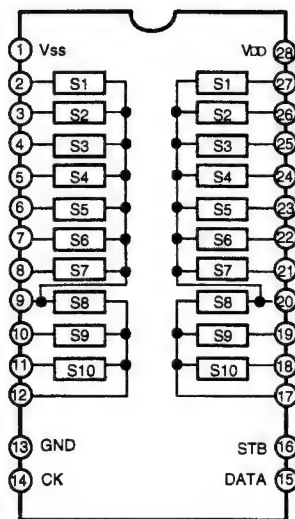 1 Vss VDD 28
2 S1 S1 27
3 S2 S2 26
4 S3 S3 25
5 S4 S4 24
6 S5 S5 23
7 S6 S6 22
8 S7 S7 21
9 S8 S8 20
10 S9 S9 19
11 S10 S10 18
12 17
13 GND STB 16
14 CK DATA 15